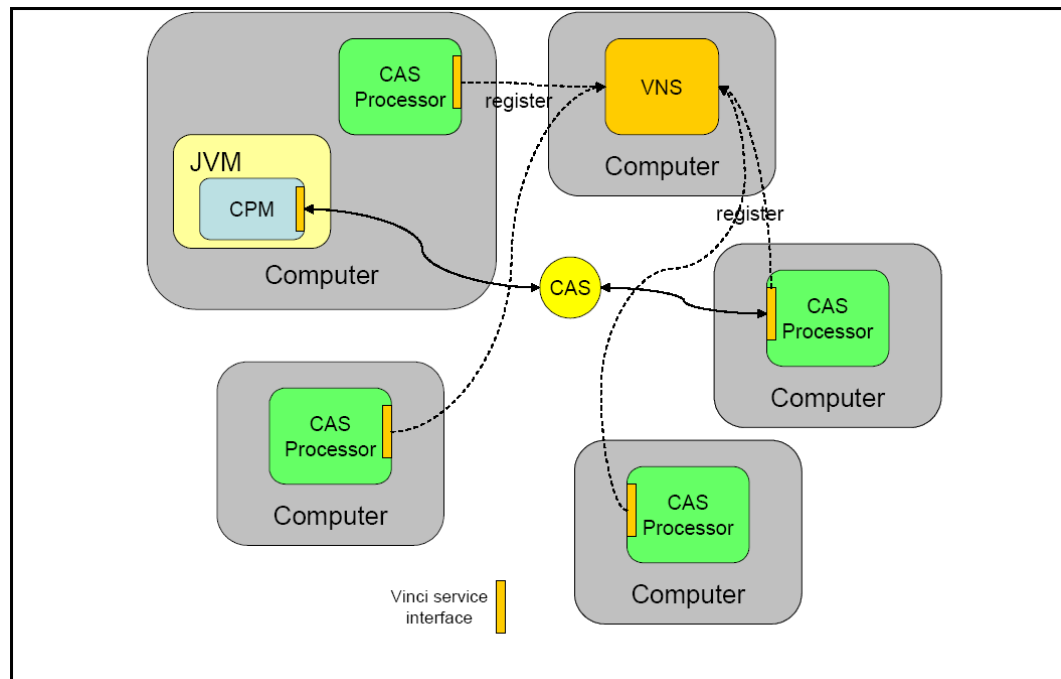 CAS
Processor
register
VNS
Computer
JVM
CPM
Computer
register
CAS
CAS
Processor
Computer
CAS
Processor
Computer
CAS
Processor
Computer
Vinci service
interface